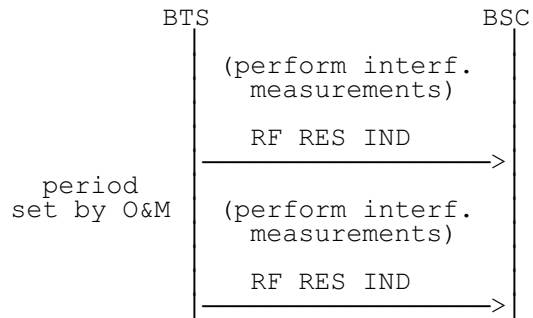 BTS BSC
(perform interf.
measurements)
RF RES IND
period
set by O&M
(perform interf.
measurements)
RF RES IND